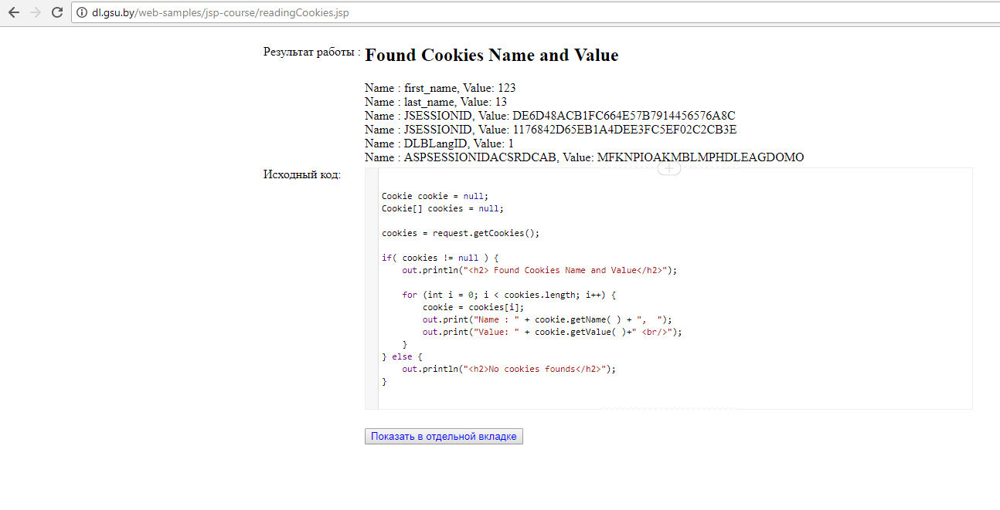 dl.gsu.by/web-samples/jsp-course/readingCookies.jsp
Результат работы :
Found Cookies Name and Value
Name : first_name, Value: 123
Name : last_name, Value: 13
Name : JSESSIONID, Value: DE6D48ACB1FC664E57B7914456576A8C
Name : JSESSIONID, Value: 1176842D65EB1A4DEE3FC5EF02C2CB3E
Name : DLBLangID, Value: 1
Name : ASPSESSIONIDACSRDCAB, Value: MFKNPIOAKMBLMPHDLEAGDOMO
Исходный код:
Cookie cookie = null;
Cookie[] cookies = null;
cookies = request.getCookies();
if( cookies != null ) {
    out.println("<h2> Found Cookies Name and Value</h2>");
    for (int i = 0; i < cookies.length; i++) {
        cookie = cookies[i];
        out.print("Name : " + cookie.getName( ) + ",  ");
        out.print("Value: " + cookie.getValue( )+" <br/>");
    }
} else {
    out.println("<h2>No cookies founds</h2>");
}
Показать в отдельной вкладке